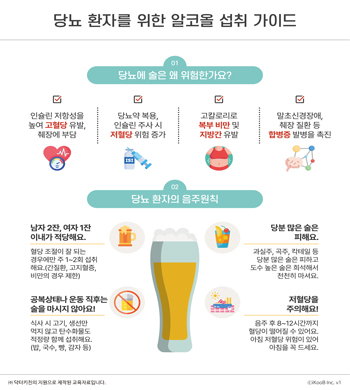 당뇨 환자를 위한 알코올 섭취 가이드
01
당뇨에 술은 왜 위험한가요?
인슐린 저항성을
높여 고혈당 유발,
췌장에 부담
당뇨약 복용,
인슐린 주사 시
저혈당 위험 증가
고칼로리로
복부 비만 및
지방간 유발
말초신경장애,
췌장 질환 등
합병증 발병을 촉진
02
당뇨 환자의 음주원칙
남자 2잔, 여자 1잔
이내가 적당해요.
혈당 조절이 잘 되는
경우에만 주 1~2회 섭취
해요.(간질환, 고지혈증,
비만의 경우 제한)
당분 많은 술은
피해요.
과실주, 곡주, 칵테일 등
당분 많은 술은 피하고
도수 높은 술은 희석해서
천천히 마셔요.
공복상태나 운동 직후는
술을 마시지 않아요!
식사 시 고기, 생선만
먹지 않고 탄수화물도
적정량 함께 섭취해요.
(밥, 국수, 빵, 감자 등)
저혈당을
주의해요!
음주 후 8~12시간까지
혈당이 떨어질 수 있어요.
아침 저혈당 위험이 있어
아침을 꼭 드세요.
닥터키친의 지원으로 제작된 교육자료입니다.